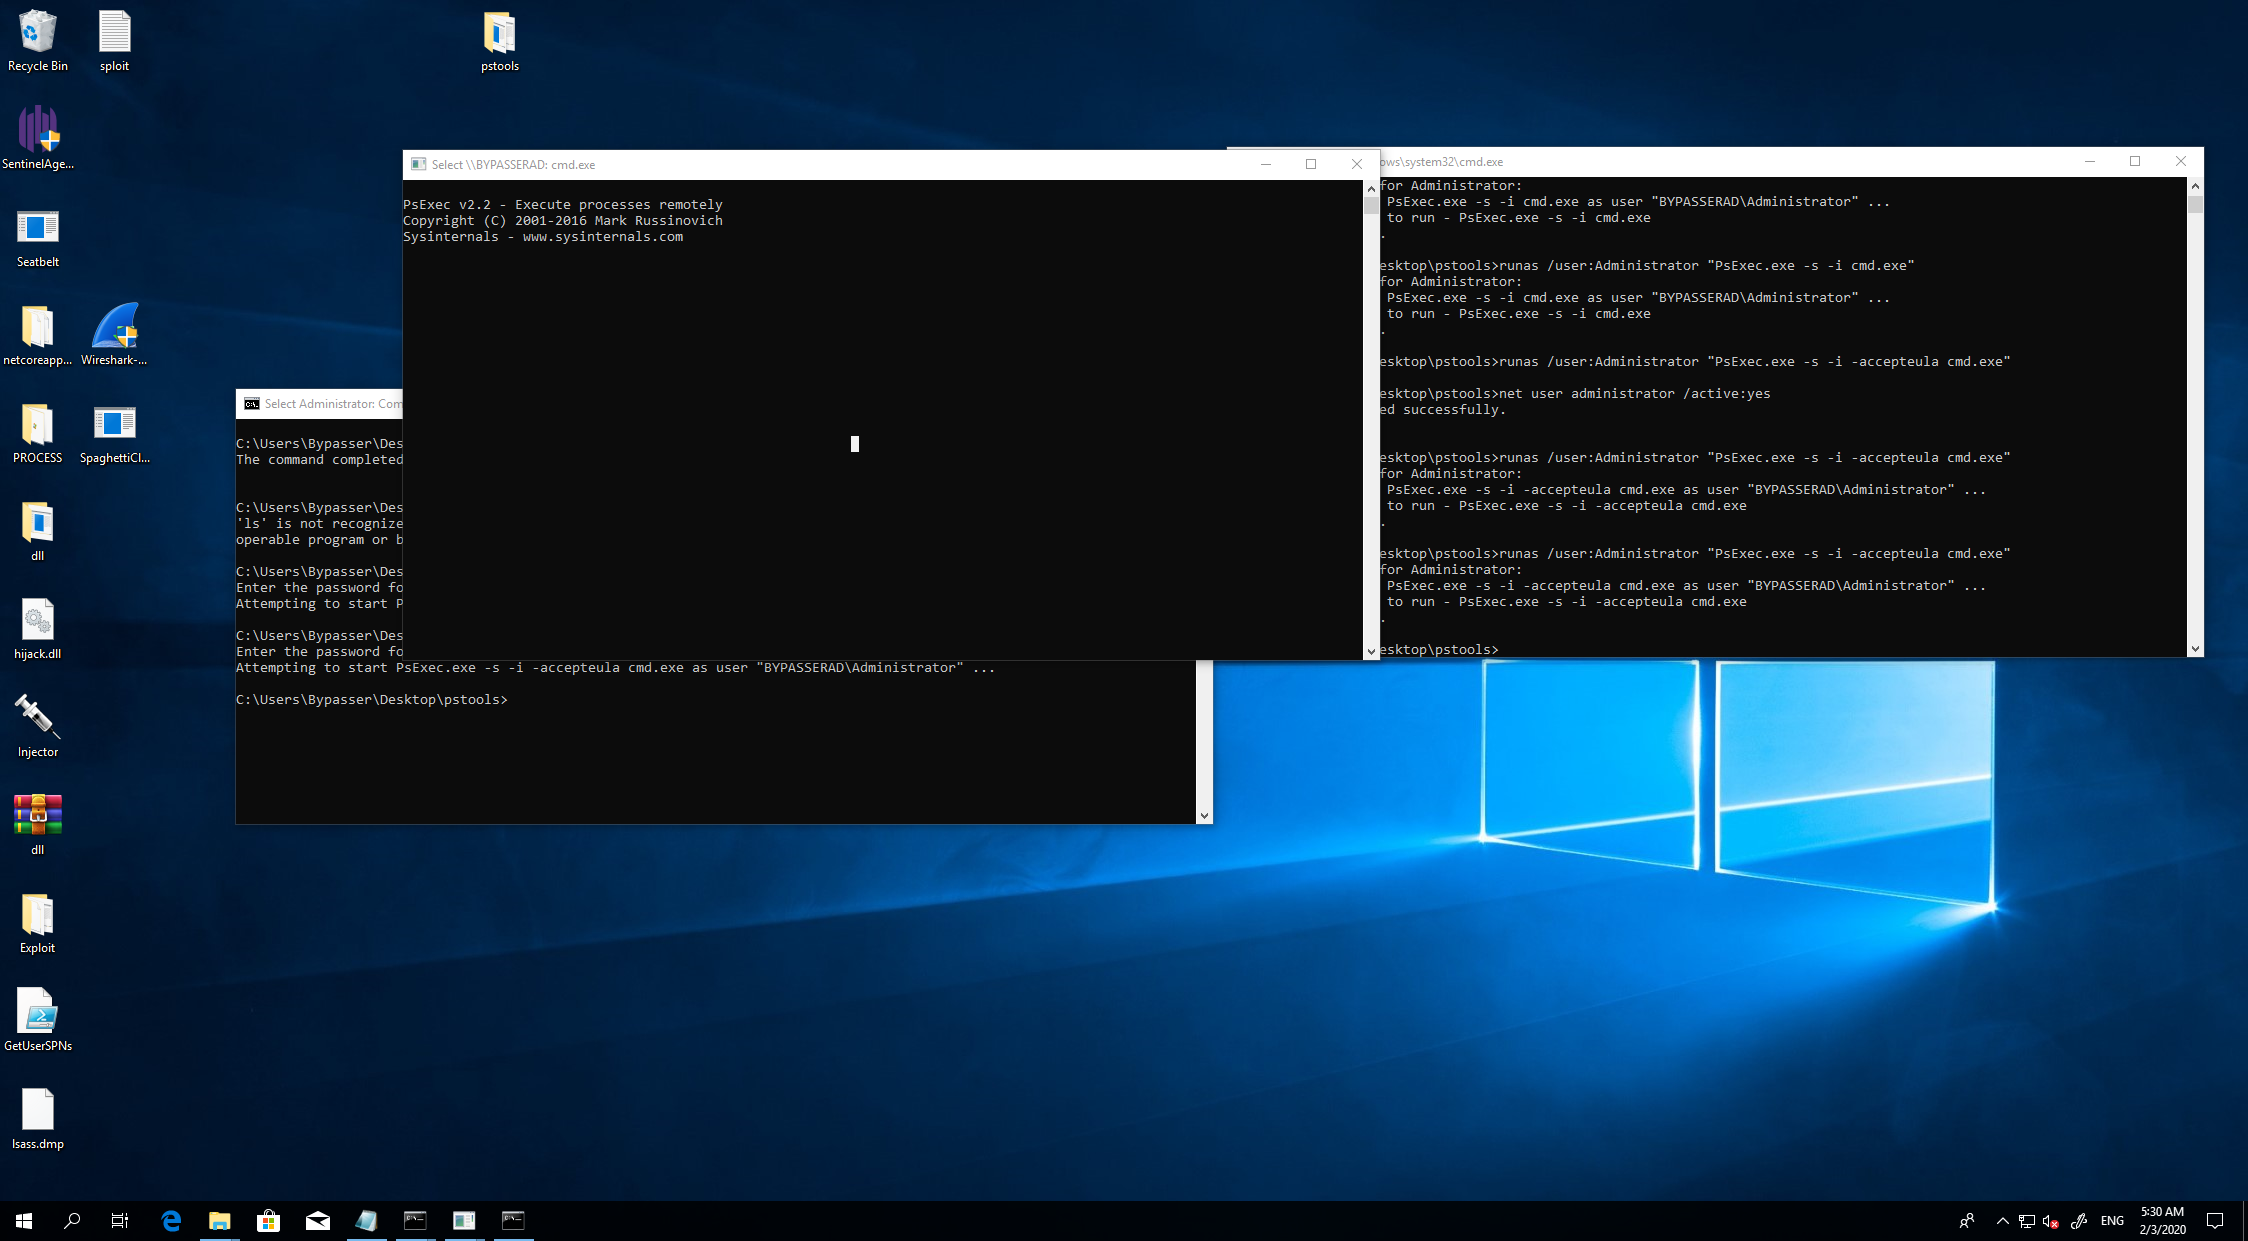 Recycle Bin
sploit
pstools
SentinelAge...
Seatbelt
netcoreapp...
Wireshark-...
PROCESS
SpaghettiCl...
dll
hijack.dll
Injector
dll
Exploit
GetUserSPNs
lsass.dmp
Select \\BYPASSERAD: cmd.exe
PsExec v2.2 - Execute processes remotely
Copyright (C) 2001-2016 Mark Russinovich
Sysinternals - www.sysinternals.com
Select Administrator: Com
C:\Users\Bypasser\Des
The command completed
C:\Users\Bypasser\Des
'ls' is not recognize
operable program or b
C:\Users\Bypasser\Des
Enter the password fo
Attempting to start P
C:\Users\Bypasser\Des
Enter the password fo
Attempting to start PsExec.exe -s -i -accepteula cmd.exe as user "BYPASSERAD\Administrator" ...
C:\Users\Bypasser\Desktop\pstools>
ows\system32\cmd.exe
for Administrator:
PsExec.exe -s -i cmd.exe as user "BYPASSERAD\Administrator" ...
to run - PsExec.exe -s -i cmd.exe
.
esktop\pstools>runas /user:Administrator "PsExec.exe -s -i cmd.exe"
for Administrator:
PsExec.exe -s -i cmd.exe as user "BYPASSERAD\Administrator" ...
to run - PsExec.exe -s -i cmd.exe
.
esktop\pstools>runas /user:Administrator "PsExec.exe -s -i -accepteula cmd.exe"
esktop\pstools>net user administrator /active:yes
ed successfully.
esktop\pstools>runas /user:Administrator "PsExec.exe -s -i -accepteula cmd.exe"
for Administrator:
PsExec.exe -s -i -accepteula cmd.exe as user "BYPASSERAD\Administrator" ...
to run - PsExec.exe -s -i -accepteula cmd.exe
.
esktop\pstools>runas /user:Administrator "PsExec.exe -s -i -accepteula cmd.exe"
for Administrator:
PsExec.exe -s -i -accepteula cmd.exe as user "BYPASSERAD\Administrator" ...
to run - PsExec.exe -s -i -accepteula cmd.exe
.
esktop\pstools>
ENG
5:30 AM
2/3/2020